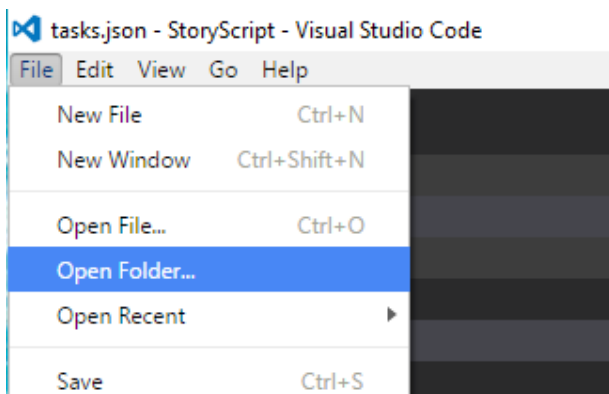 tasks.json - StoryScript - Visual Studio Code
File Edit View Go Help
New File Ctrl+N
New Window Ctrl+Shift+N
Open File... Ctrl+O
Open Folder...
Open Recent
Save Ctrl+S